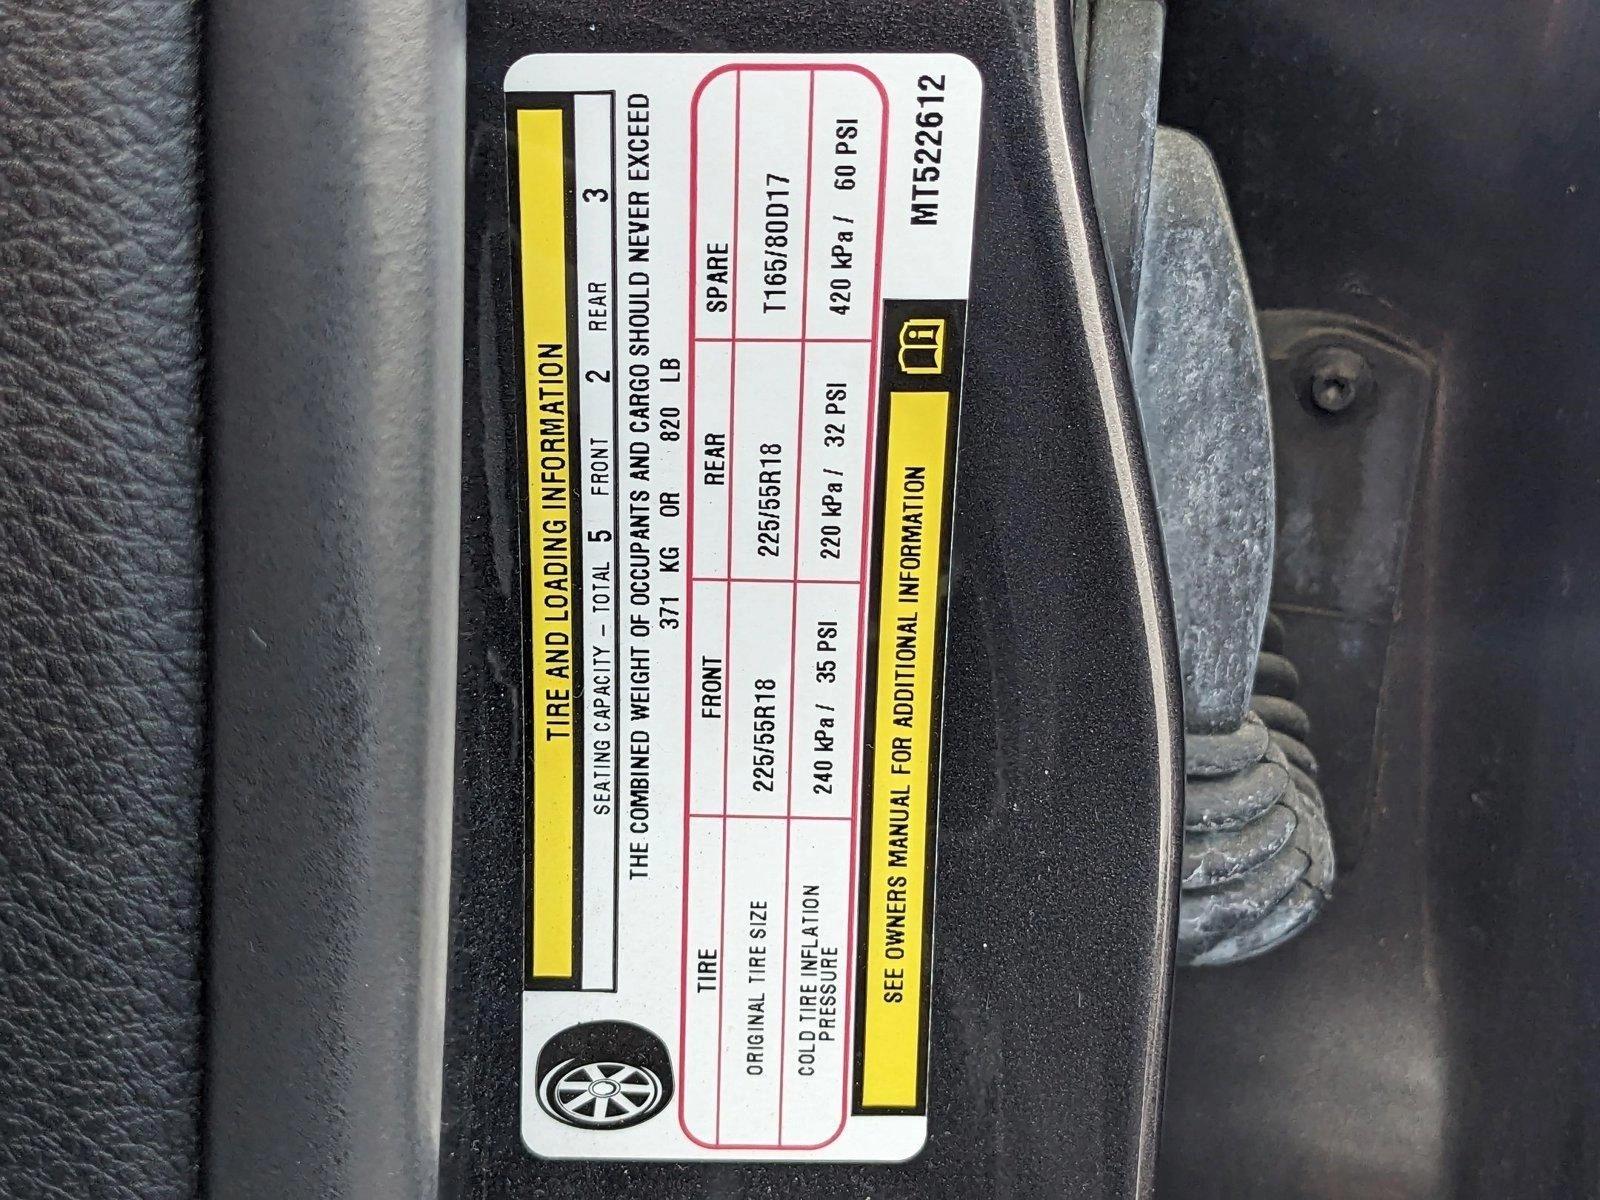 TIRE AND LOADING INFORMATION
SEATING CAPACITY – TOTAL 5 FRONT 2 REAR 3
THE COMBINED WEIGHT OF OCCUPANTS AND CARGO SHOULD NEVER EXCEED
371 KG OR 820 LB
TIRE FRONT REAR SPARE
ORIGINAL TIRE SIZE 225/55R18 225/55R18 T165/80D17
COLD TIRE INFLATION
PRESSURE 240 kPa / 35 PSI 220 kPa / 32 PSI 420 kPa / 60 PSI
SEE OWNERS MANUAL FOR ADDITIONAL INFORMATION
MT522612